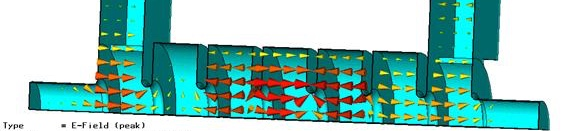 Type = E-Field (peak)